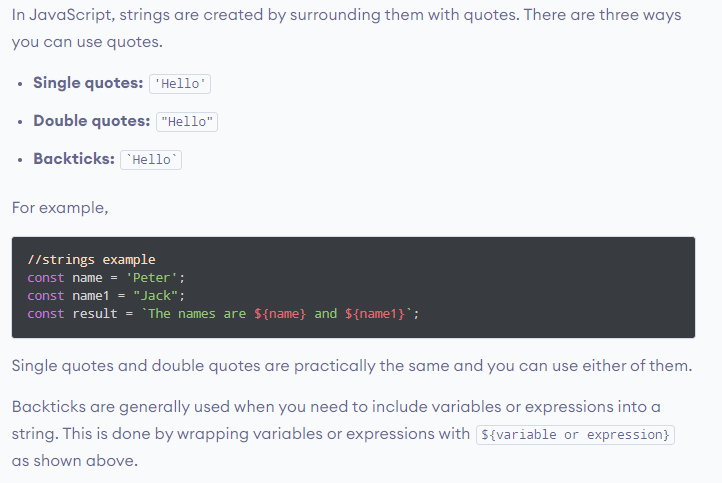 In JavaScript, strings are created by surrounding them with quotes. There are three ways
you can use quotes.
• Single quotes: 'Hello'
• Double quotes: "Hello"
• Backticks: `Hello`
For example,
//strings example
const name = 'Peter';
const name1 = "Jack";
const result = `The names are ${name} and ${name1}`;
Single quotes and double quotes are practically the same and you can use either of them.
Backticks are generally used when you need to include variables or expressions into a
string. This is done by wrapping variables or expressions with ${variable or expression}
as shown above.